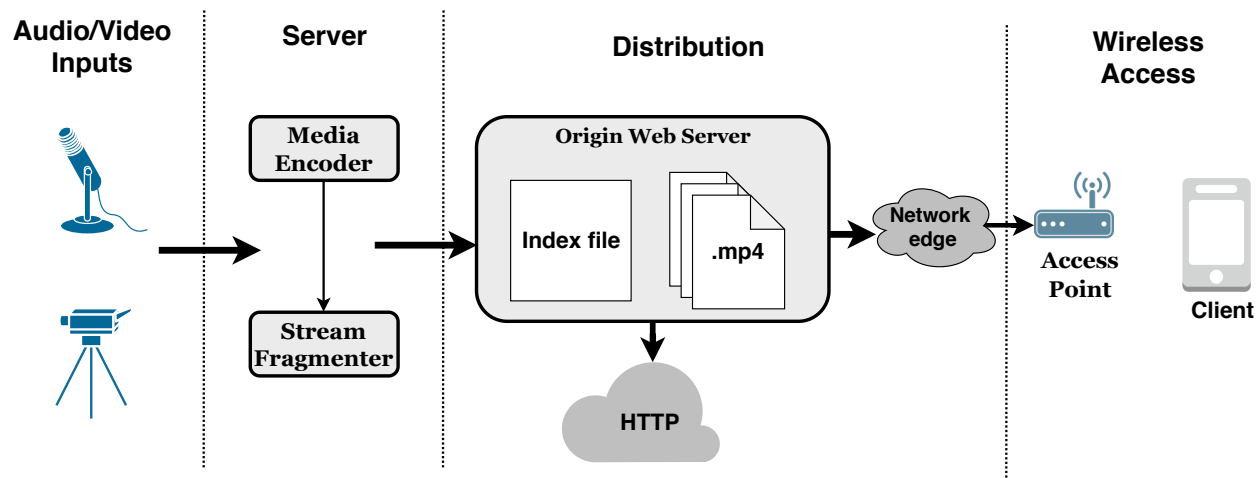 Audio/Video
Inputs
Server
Distribution
Wireless
Access
Media
Encoder
Stream
Fragmenter
Origin Web Server
Index file
.mp4
HTTP
Network
edge
Access
Point
Client